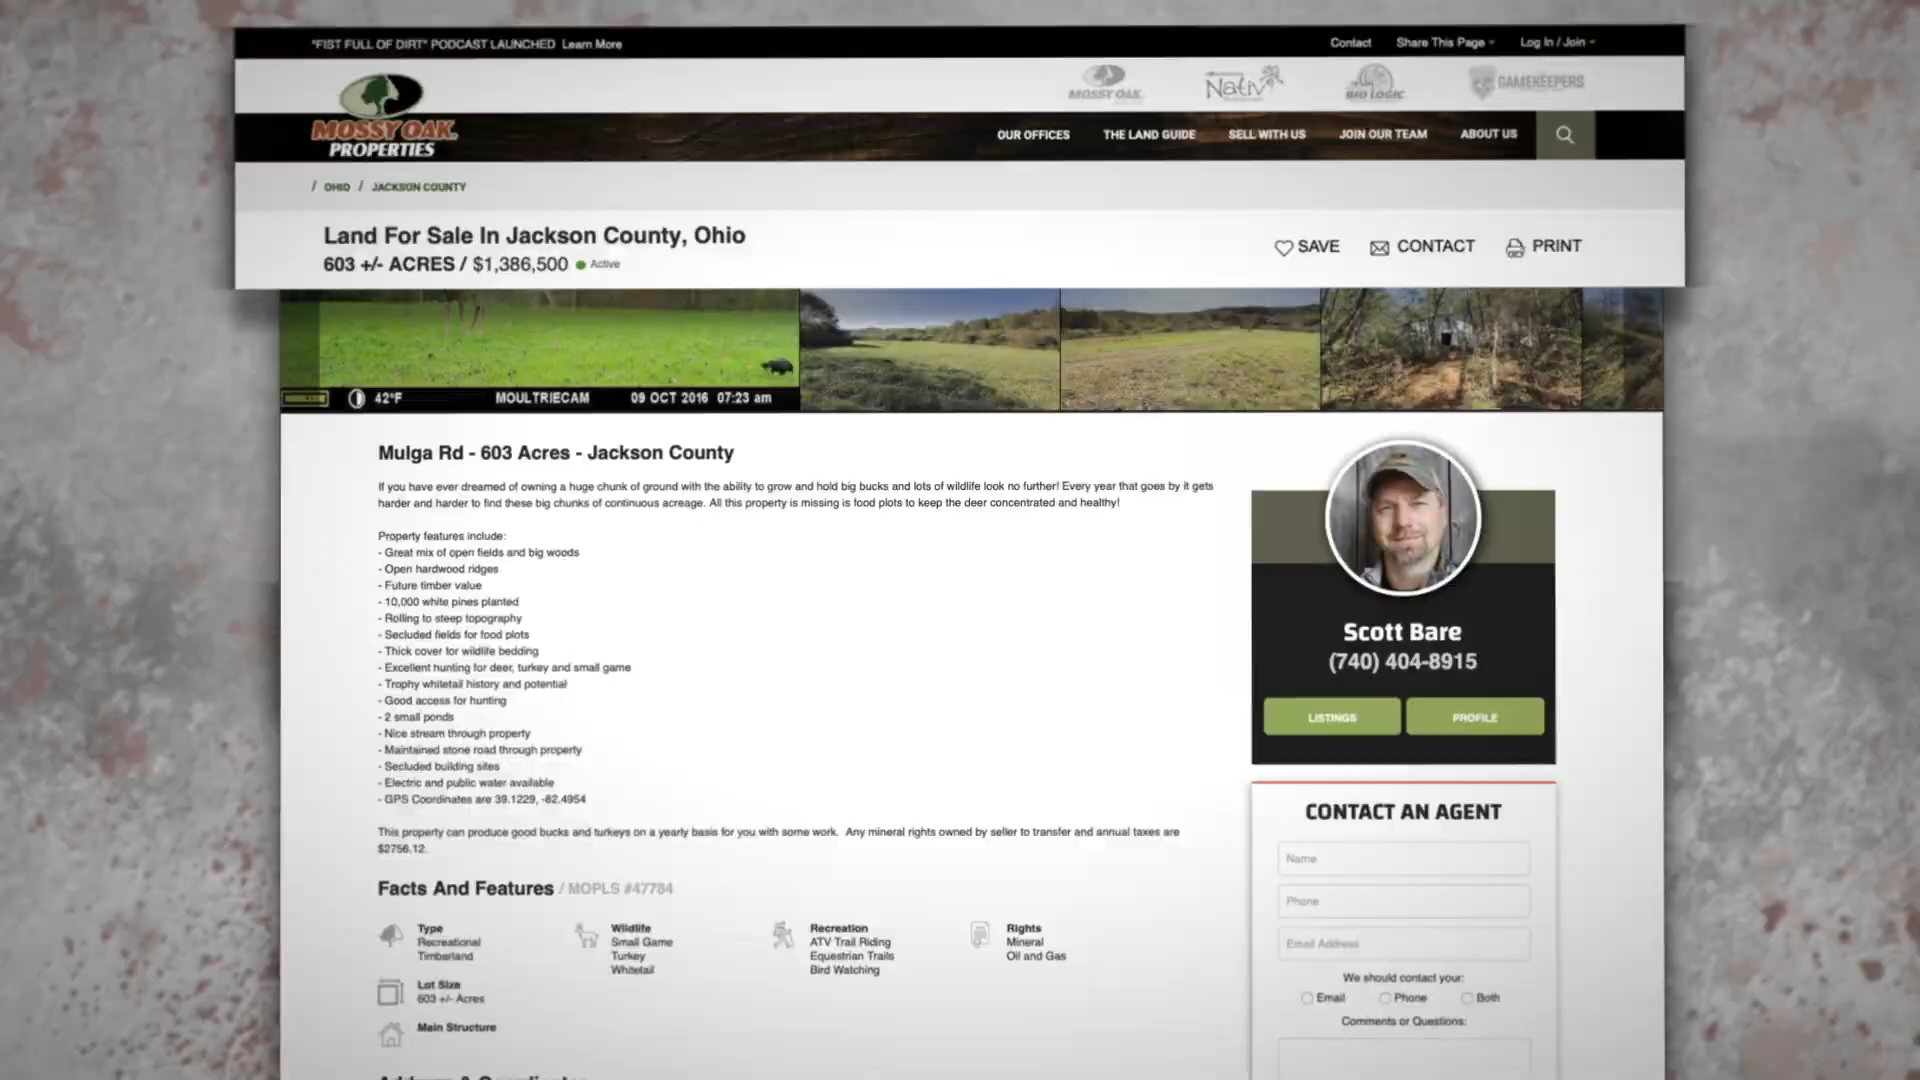 "FIST FULL OF DIRT" PODCAST LAUNCHED Learn More
Contact Share This Page Log In / Join
MOSSY OAK Nativ BIO LOGIC GAMEKEEPERS
MOSSY OAK
PROPERTIES
OUR OFFICES THE LAND GUIDE SELL WITH US JOIN OUR TEAM ABOUT US
/ OHIO / JACKSON COUNTY
Land For Sale In Jackson County, Ohio
603 +/- ACRES / $1,386,500 Active
SAVE CONTACT PRINT
42°F MOULTRIECAM 09 OCT 2016 07:23 am
Mulga Rd - 603 Acres - Jackson County
If you have ever dreamed of owning a huge chunk of ground with the ability to grow and hold big bucks and lots of wildlife look no further! Every year that goes by it gets
harder and harder to find these big chunks of continuous acreage. All this property is missing is food plots to keep the deer concentrated and healthy!
Property features include:
- Great mix of open fields and big woods
- Open hardwood ridges
- Future timber value
- 10,000 white pines planted
- Rolling to steep topography
- Secluded fields for food plots
- Thick cover for wildlife bedding
- Excellent hunting for deer, turkey and small game
- Trophy whitetail history and potential
- Good access for hunting
- 2 small ponds
- Nice stream through property
- Maintained stone road through property
- Secluded building sites
- Electric and public water available
- GPS Coordinates are 39.1229, -82.4954
This property can produce good bucks and turkeys on a yearly basis for you with some work. Any mineral rights owned by seller to transfer and annual taxes are
$2756.12.
Facts And Features / MOPLS #47784
Type
Recreational
Timberland
Wildlife
Small Game
Turkey
Whitetail
Recreation
ATV Trail Riding
Equestrian Trails
Bird Watching
Rights
Mineral
Oil and Gas
Lot Size
603 +/- Acres
Main Structure
Scott Bare
(740) 404-8915
LISTINGS PROFILE
CONTACT AN AGENT
Name
Phone
Email Address
We should contact your:
Email Phone Both
Comments or Questions: